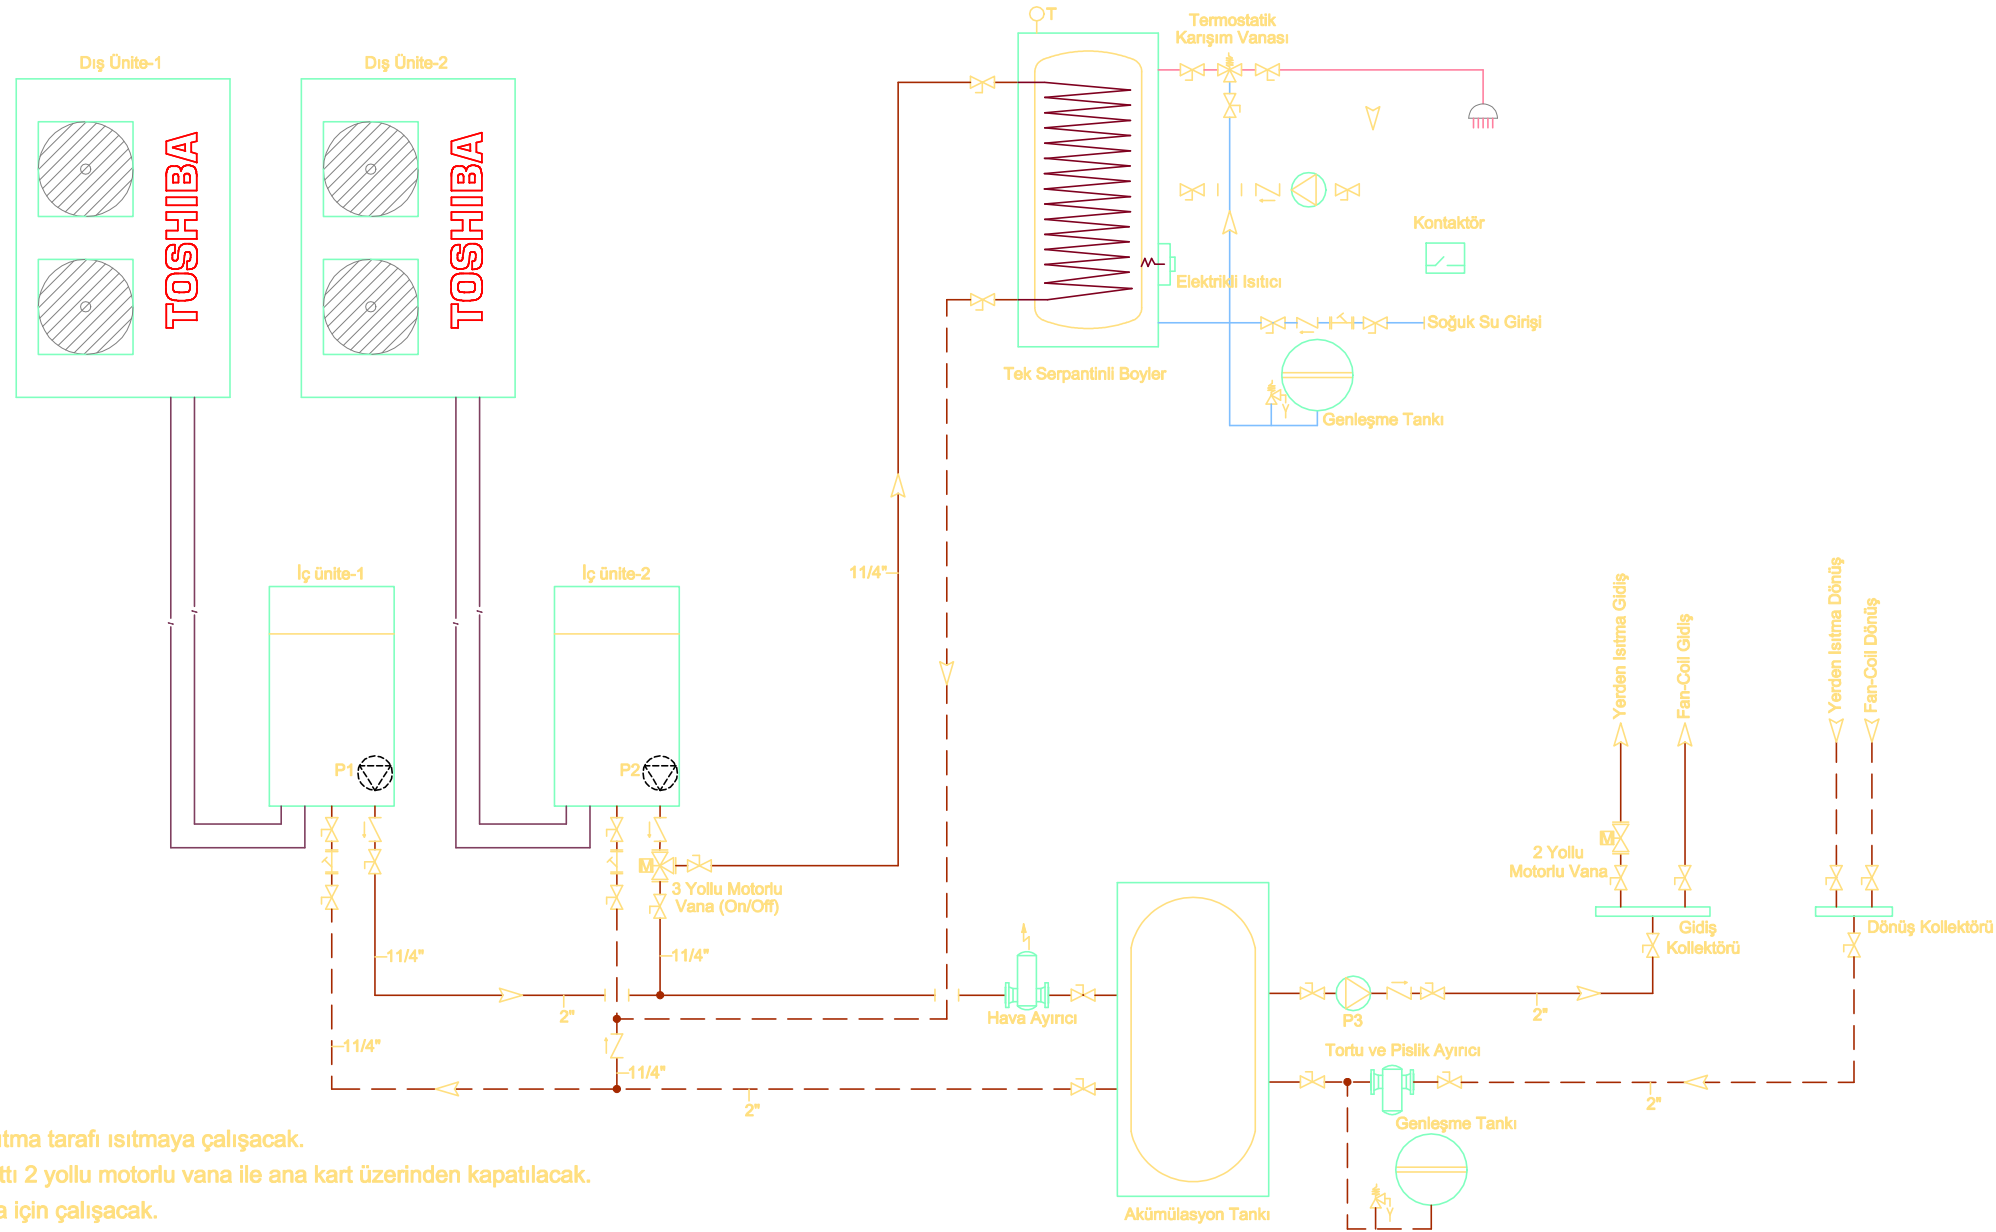 Dış Ünite-1
Dış Ünite-2
TOSHIBA
TOSHIBA
T
Termostatik
Karışım Vanası
Kontaktör
Elektrikli Isıtıcı
Soğuk Su Girişi
Tek Serpantinli Boyler
Y
Genleşme Tankı
İç ünite-1
İç ünite-2
11/4"
Yerden Isıtma Gidiş
Fan-Coil Gidiş
Yerden Isıtma Dönüş
Fan-Coil Dönüş
P1
P2
M
3 Yollu Motorlu
Vana (On/Off)
M
2 Yollu
Motorlu Vana
Gidiş
Kollektörü
Dönüş Kollektörü
11/4"
11/4"
2"
Hava Ayırıcı
P3
2"
11/4"
11/4"
2"
Tortu ve Pislik Ayırıcı
2"
Genleşme Tankı
Y
Akümülasyon Tankı
tarafı ısıtmaya çalışacak.
2 yollu motorlu vana ile ana kart üzerinden kapatılacak.
için çalışacak.